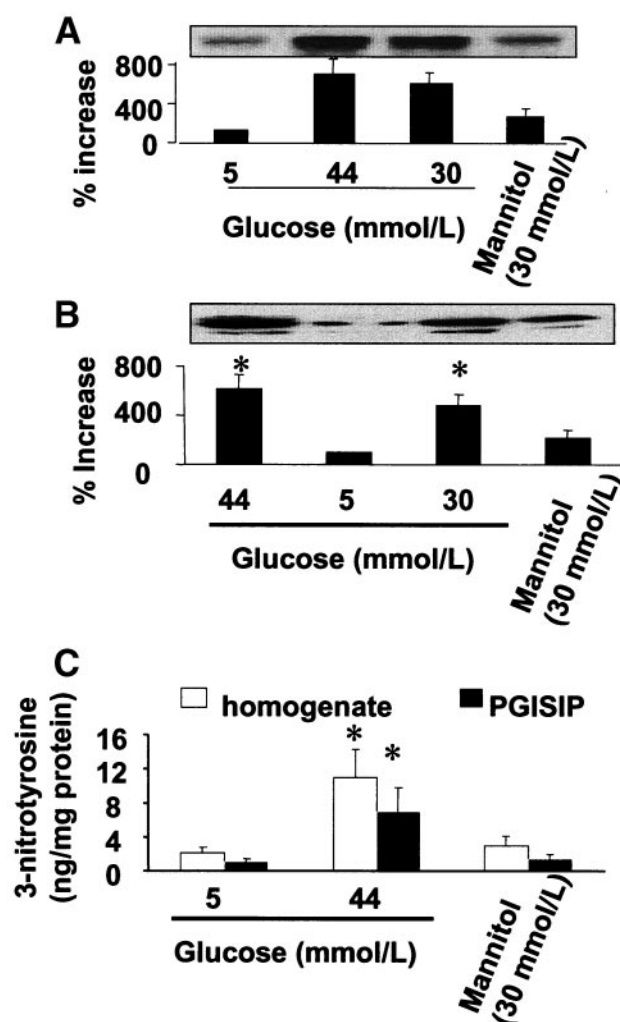 A
% increase
800
400
0
5
44
30
Glucose (mmol/L)
Mannitol
(30 mmol/L)
B
% Increase
800
400
0
*
*
44
5
30
Glucose (mmol/L)
Mannitol
(30 mmol/L)
C
3-nitrotyrosine
(ng/mg protein)
homogenate
PGISIP
16
12
8
4
0
*
*
5
44
Glucose (mmol/L)
Mannitol
(30 mmol/L)